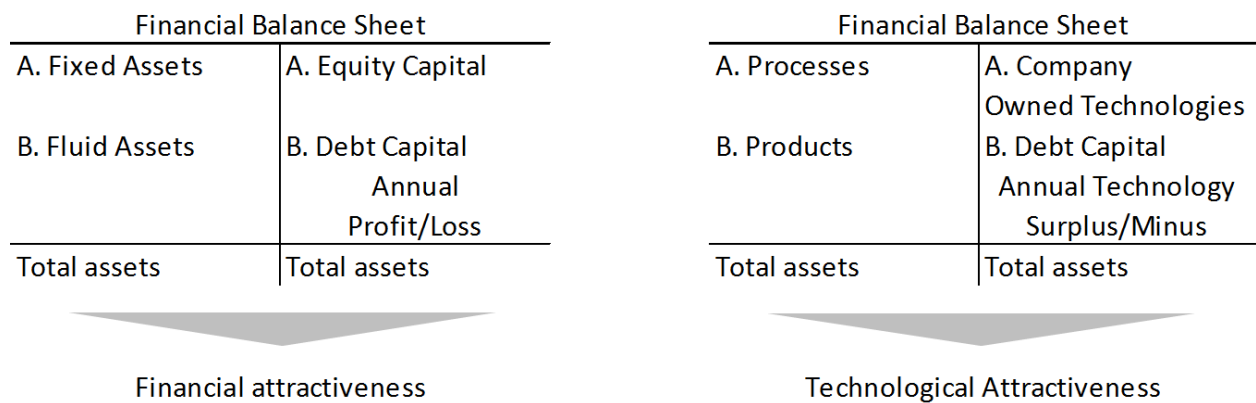 Financial Balance Sheet
A. Fixed Assets
A. Equity Capital
B. Fluid Assets
B. Debt Capital
Annual
Profit/Loss
Total assets
Total assets
Financial attractiveness
Financial Balance Sheet
A. Processes
A. Company
Owned Technologies
B. Products
B. Debt Capital
Annual Technology
Surplus/Minus
Total assets
Total assets
Technological Attractiveness